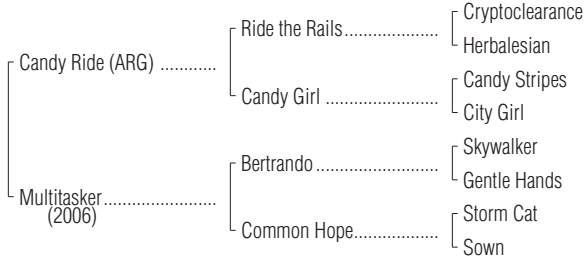 Cryptoclearance
Ride the Rails.....................
Herbalesian
Candy Ride (ARG) ............
Candy Stripes
Candy Girl .........................
City Girl
Skywalker
Bertrando ...........................
Gentle Hands
Multitasker........................
(2006)
Storm Cat
Common Hope...................
Sown